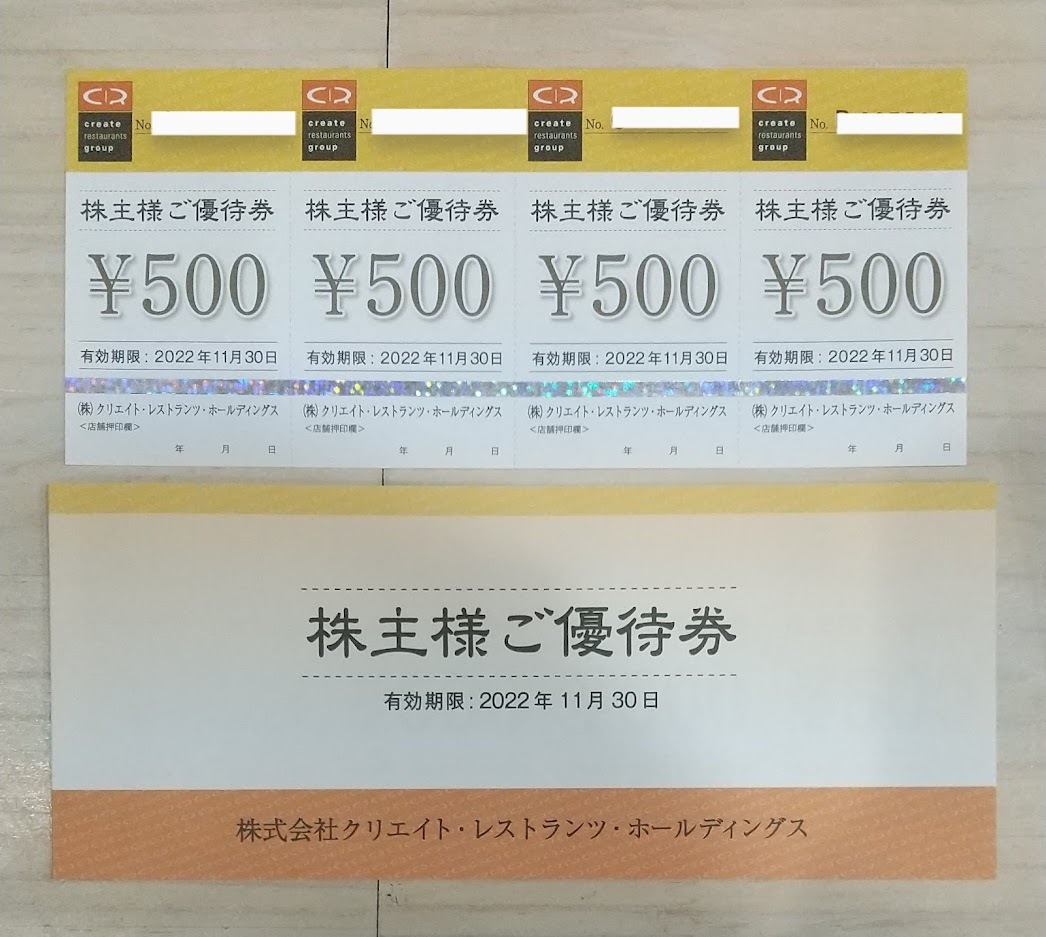 CR create restaurants group No.
CR create restaurants group No.
CR create restaurants group No.
CR create restaurants group No.
株主様ご優待券 株主様ご優待券 株主様ご優待券 株主様ご優待券
¥500 ¥500 ¥500 ¥500
有効期限：2022年11月30日 有効期限：2022年11月30日 有効期限：2022年11月30日 有効期限：2022年11月30日
㈱クリエイト・レストランツ・ホールディングス ㈱クリエイト・レストランツ・ホールディングス ㈱クリエイト・レストランツ・ホールディングス ㈱クリエイト・レストランツ・ホールディングス
＜店舗押印欄＞ ＜店舗押印欄＞ ＜店舗押印欄＞ ＜店舗押印欄＞
年 月 日 年 月 日 年 月 日 年 月 日
株主様ご優待券
有効期限：2022年11月30日
株式会社クリエイト・レストランツ・ホールディングス